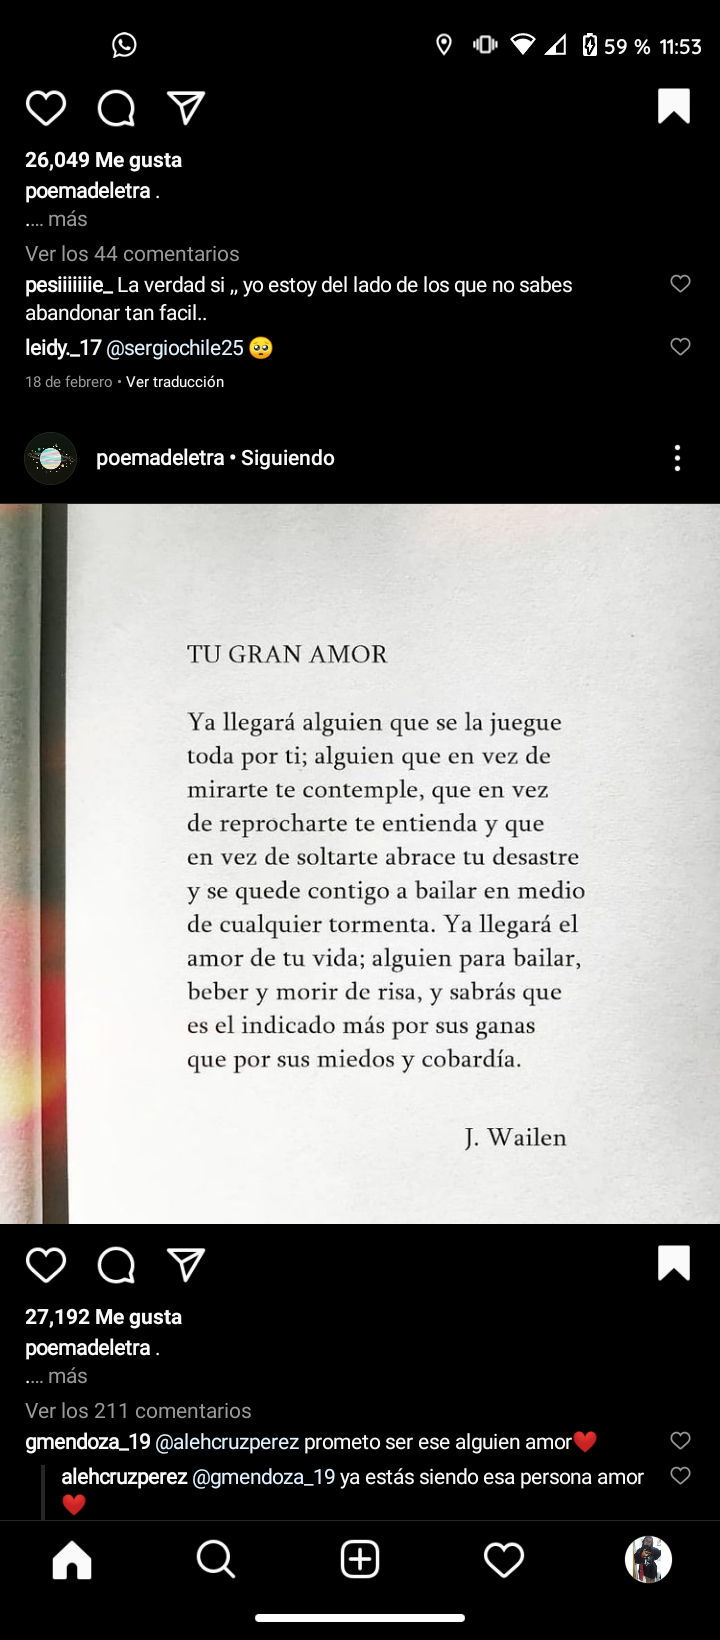 59 % 11:53
26,049 Me gusta
poemadeletra .
.... más
Ver los 44 comentarios
pesiiiiiiie_ La verdad si ,, yo estoy del lado de los que no sabes
abandonar tan facil..
leidy._17 @sergiochile25 🥺
18 de febrero • Ver traducción
poemadeletra • Siguiendo
TU GRAN AMOR
Ya llegará alguien que se la juegue
toda por ti; alguien que en vez de
mirarte te contemple, que en vez
de reprocharte te entienda y que
en vez de soltarte abrace tu desastre
y se quede contigo a bailar en medio
de cualquier tormenta. Ya llegará el
amor de tu vida; alguien para bailar,
beber y morir de risa, y sabrás que
es el indicado más por sus ganas
que por sus miedos y cobardía.
J. Wailen
27,192 Me gusta
poemadeletra .
.... más
Ver los 211 comentarios
gmendoza_19 @alehcruzperez prometo ser ese alguien amor❤️
alehcruzperez @gmendoza_19 ya estás siendo esa persona amor
❤️